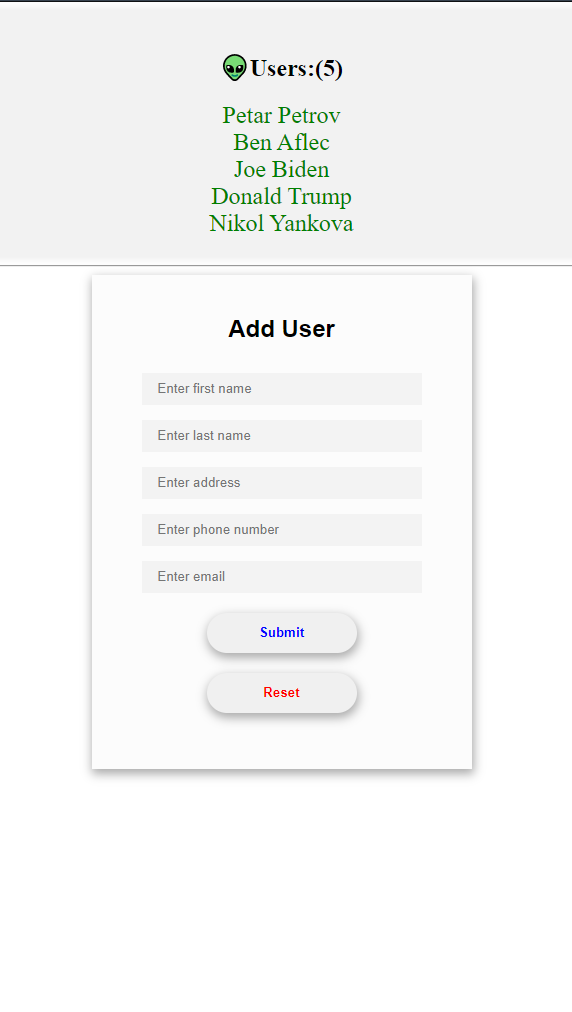 👽Users:(5)
Petar Petrov
Ben Aflec
Joe Biden
Donald Trump
Nikol Yankova
Add User
Enter first name
Enter last name
Enter address
Enter phone number
Enter email
Submit
Reset